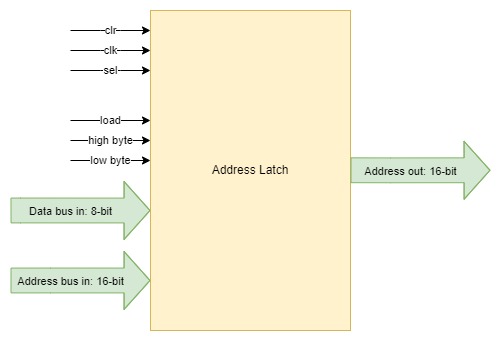 clr
clk
sel
load
high byte
low byte
Address Latch
Address out: 16-bit
Data bus in: 8-bit
Address bus in: 16-bit